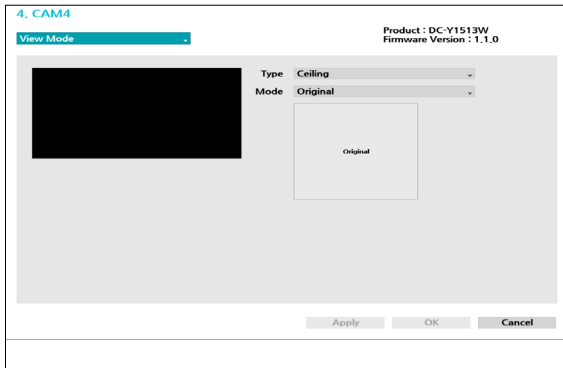 4. CAM4
Product : DC-Y1513W
View Mode
Firmware Version : 1.1.0
Type Ceiling
Mode Original
Original
Apply OK Cancel